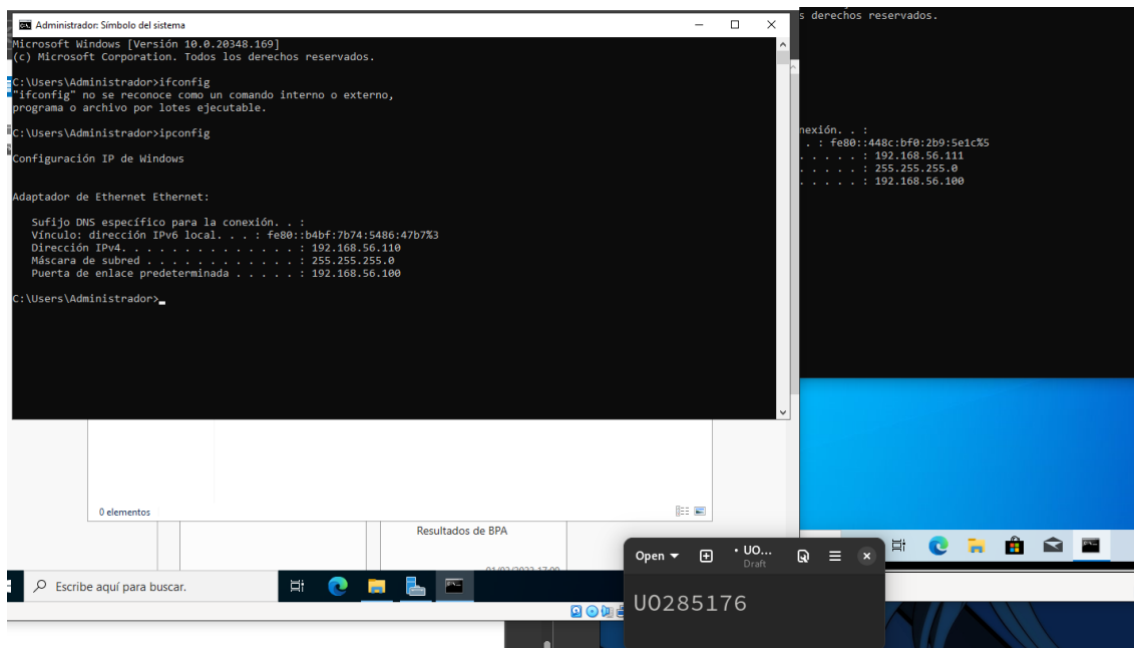 Administrador: Símbolo del sistema
Microsoft Windows [Versión 10.0.20348.169]
(c) Microsoft Corporation. Todos los derechos reservados.
C:\Users\Administrador>ifconfig
"ifconfig" no se reconoce como un comando interno o externo,
programa o archivo por lotes ejecutable.
C:\Users\Administrador>ipconfig
Configuración IP de Windows
Adaptador de Ethernet Ethernet:
Sufijo DNS específico para la conexión. . :
Vínculo: dirección IPv6 local. . . : fe80::b4bf:7b74:5486:47b7%3
Dirección IPv4. . . . . . . . . . . . . . : 192.168.56.110
Máscara de subred . . . . . . . . . . . . : 255.255.255.0
Puerta de enlace predeterminada . . . . . : 192.168.56.100
C:\Users\Administrador>
s derechos reservados.
nexión. . :
. : fe80::448c:bf0:2b9:5e1c%5
. . . . . : 192.168.56.111
. . . . . : 255.255.255.0
. . . . . : 192.168.56.100
0 elementos
Resultados de BPA
Escribe aquí para buscar.
Open
• UO...
Draft
UO285176